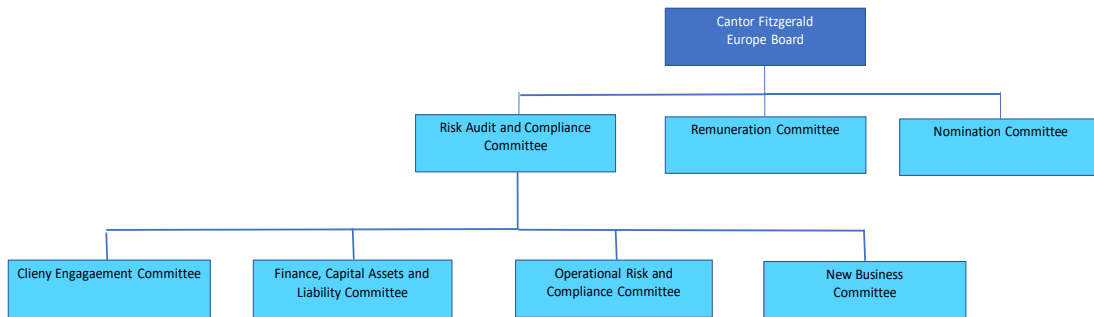 Cantor Fitzgerald
Europe Board
Risk Audit and Compliance
Committee
Remuneration Committee
Nomination Committee
Clieny Engagaement Committee
Finance, Capital Assets and
Liability Committee
Operational Risk and
Compliance Committee
New Business
Committee